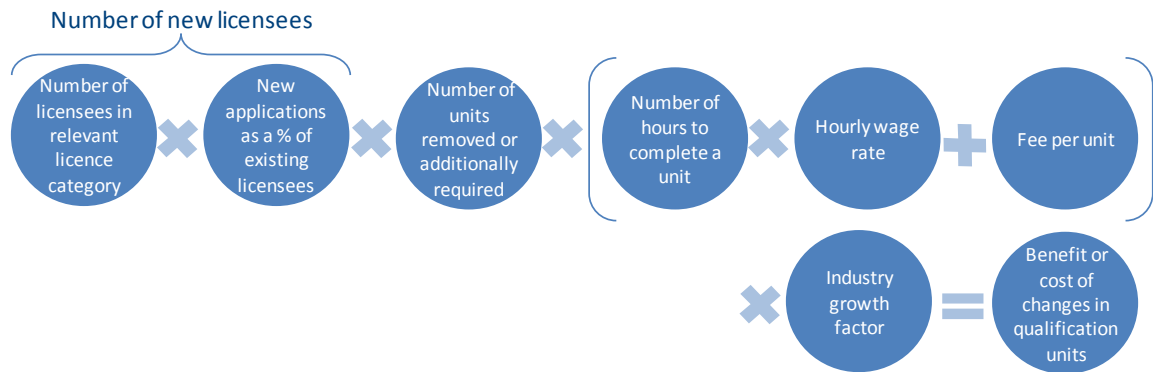 Number of new licensees
Number of
licensees in
relevant
licence
category
New
applications
as a % of
existing
licensees
Number of
units
removed or
additionally
required
Number of
hours to
complete a
unit
Hourly wage
rate
Fee per unit
Industry
growth
factor
Benefit or
cost of
changes in
qualification
units